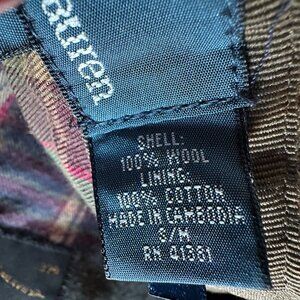 auren
SHELL:
100% WOOL
LINING:
100% COTTON
MADE IN CAMBODIA
S/M
RN 41381